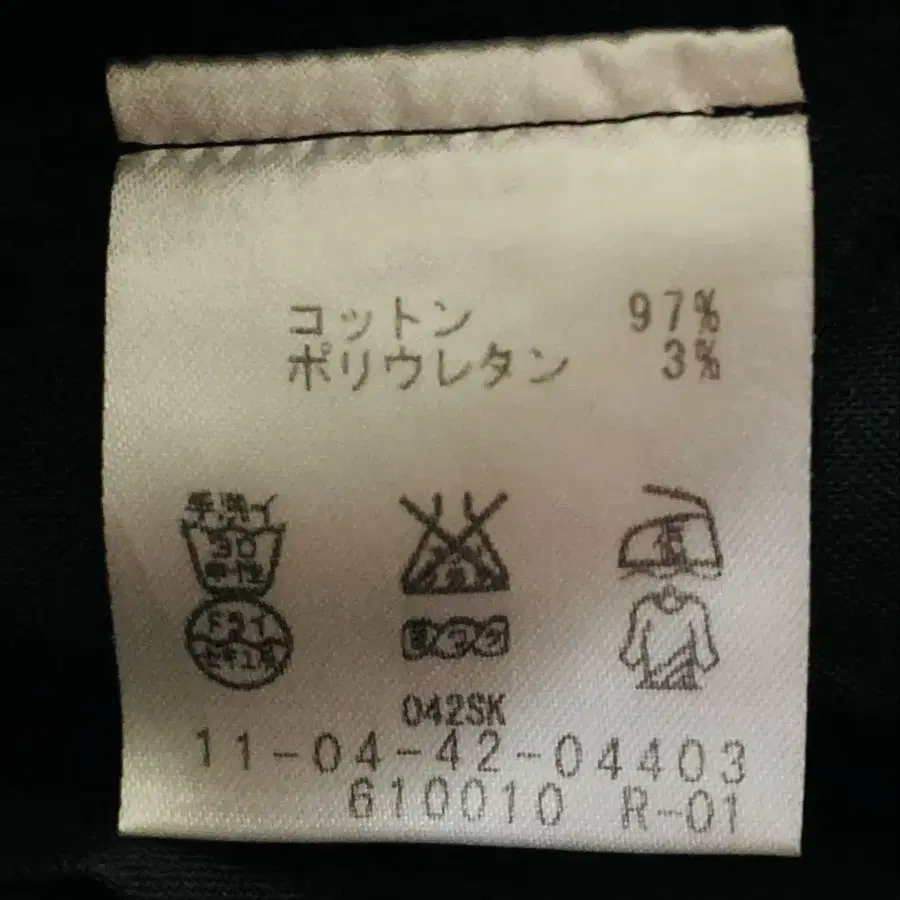 コットン 97%
ポリウレタン 3%
手洗イ
30
中
ドライ
セキユ系
042SK
11-04-42-04403
610010 R-01